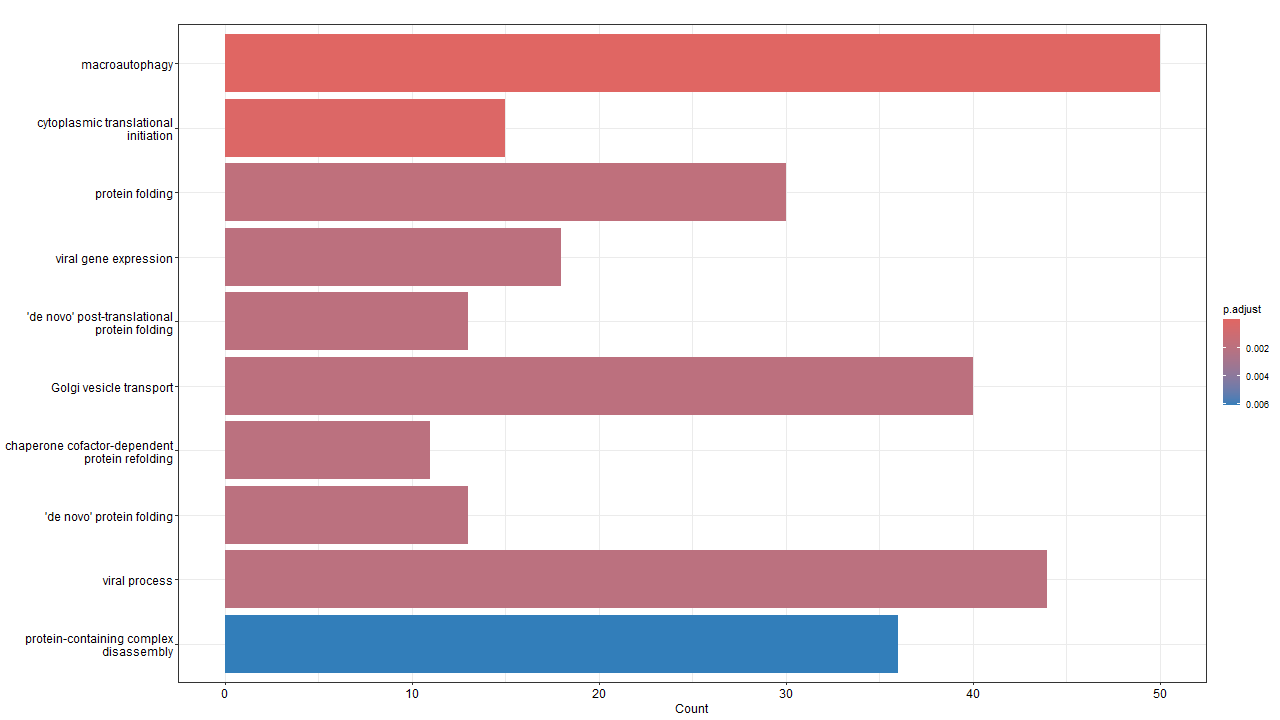 macroautophagy
cytoplasmic translational
initiation
protein folding
viral gene expression
'de novo' post-translational
protein folding
Golgi vesicle transport
chaperone cofactor-dependent
protein refolding
'de novo' protein folding
viral process
protein-containing complex
disassembly
0 10 20 30 40 50
Count
p.adjust
0.002
0.004
0.006